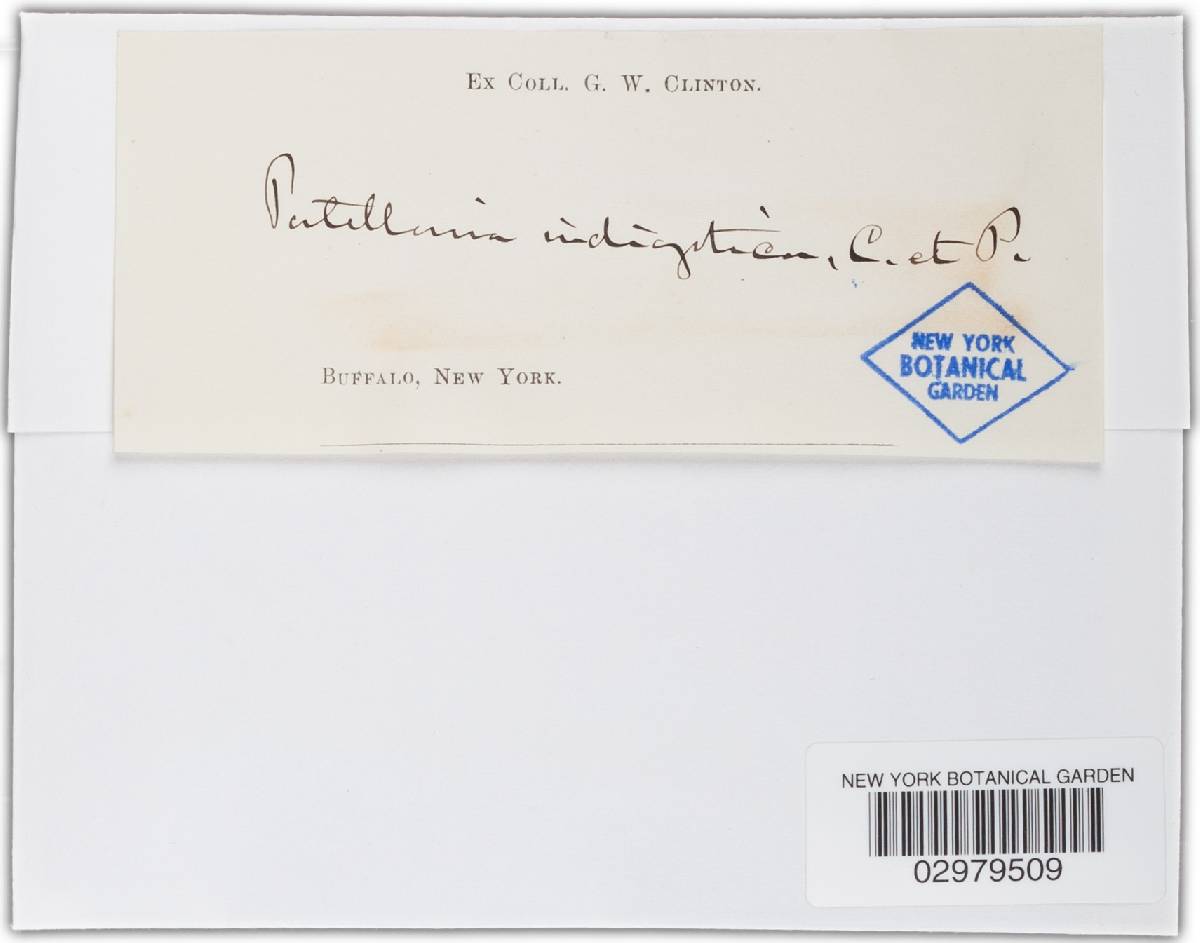 Ex Coll. G. W. Clinton.
Patellaria indigotica, C. et P.
Buffalo, New York.
NEW YORK
BOTANICAL
GARDEN
NEW YORK BOTANICAL GARDEN
02979509